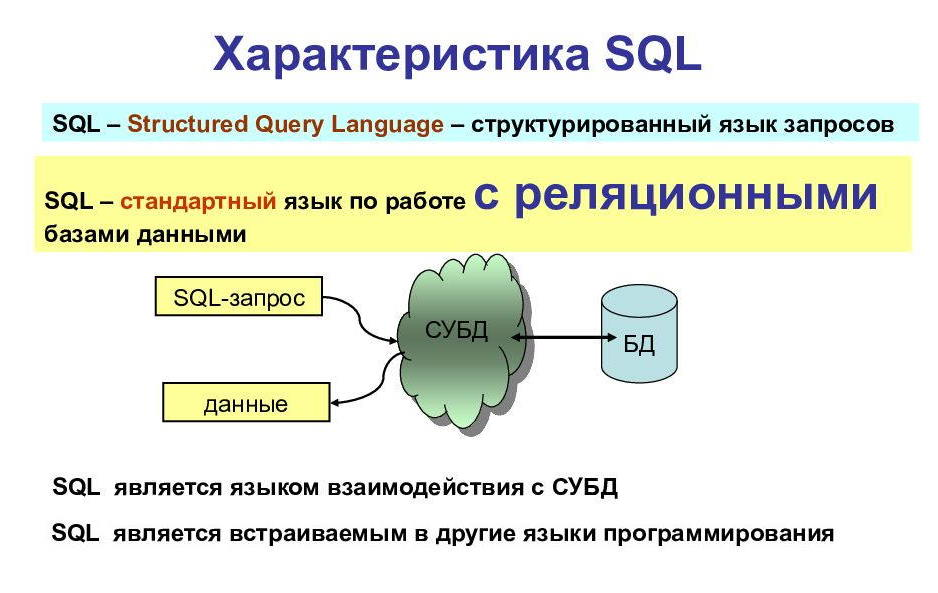 Характеристика SQL
SQL – Structured Query Language – структурированный язык запросов
SQL – стандартный язык по работе с реляционными
базами данными
SQL-запрос
СУБД
БД
данные
SQL является языком взаимодействия с СУБД
SQL является встраиваемым в другие языки программирования